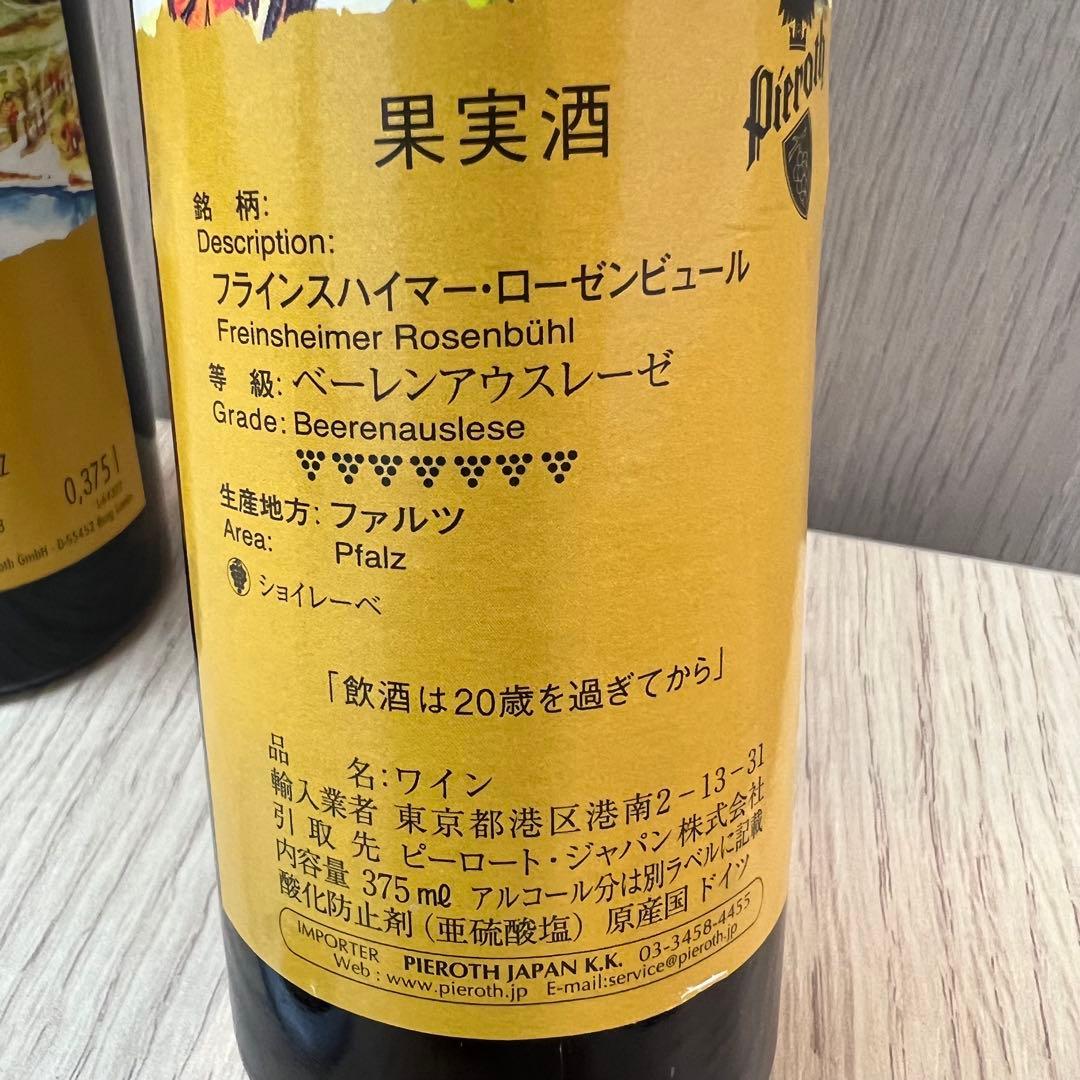 Pieroth
果実酒
銘柄:
Description:
フラインスハイマー・ローゼンビュール
Freinsheimer Rosenbühl
等級: ベーレンアウスレーゼ
Grade: Beerenauslese
生産地方: ファルツ
Area: Pfalz
ショイレーベ
「飲酒は20歳を過ぎてから」
品名:ワイン
輸入業者 東京都港区港南2-13-31
引取先 ピーロート・ジャパン株式会社
内容量 375㎖ アルコール分は別ラベルに記載
酸化防止剤(亜硫酸塩) 原産国 ドイツ
IMPORTER PIEROTH JAPAN K.K. 03-3458-4455
Web : www.pieroth.jp E-mail:service@pieroth.jp
0,375 l
GmbH · D-55452 Burg